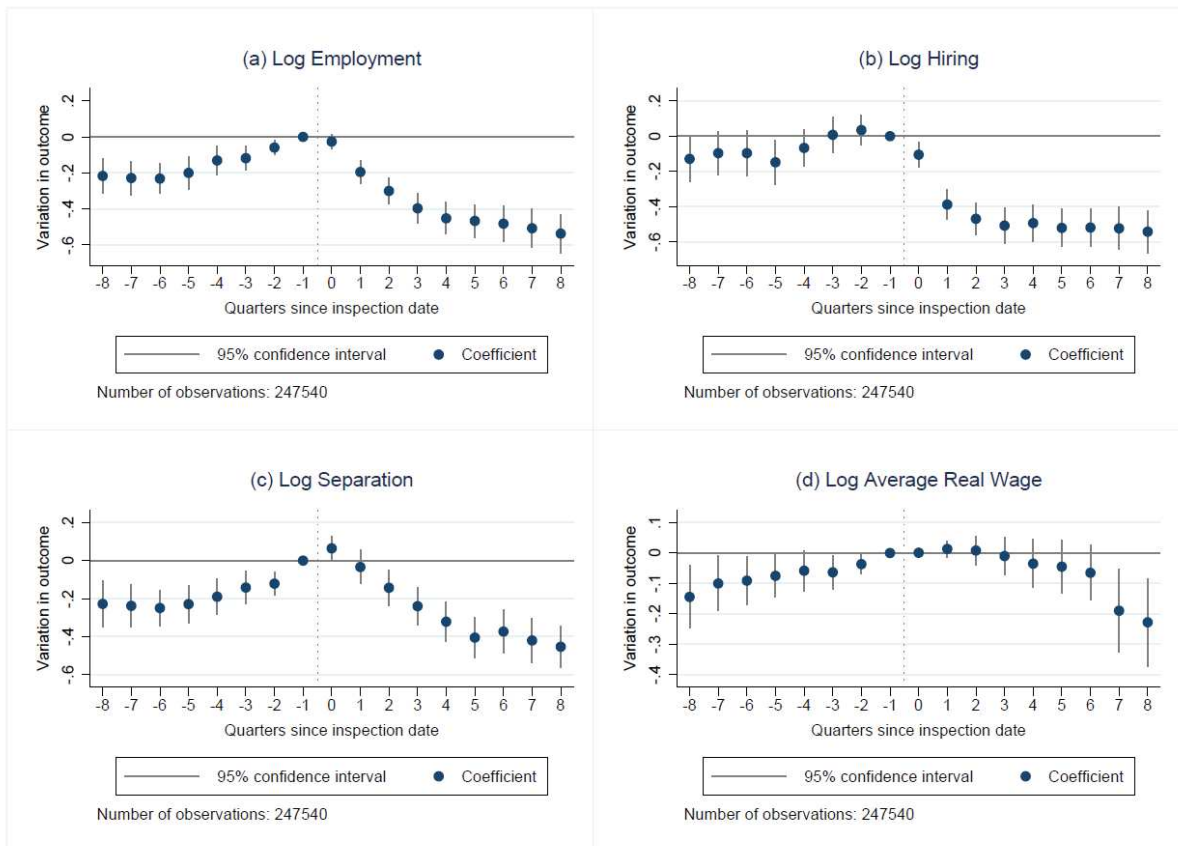 (a) Log Employment
Variation in outcome
.2
0
-.2
-.4
-.6
-8 -7 -6 -5 -4 -3 -2 -1 0 1 2 3 4 5 6 7 8
Quarters since inspection date
95% confidence interval Coefficient
Number of observations: 247540
(b) Log Hiring
Variation in outcome
.2
0
-.2
-.4
-.6
-8 -7 -6 -5 -4 -3 -2 -1 0 1 2 3 4 5 6 7 8
Quarters since inspection date
95% confidence interval Coefficient
Number of observations: 247540
(c) Log Separation
Variation in outcome
.2
0
-.2
-.4
-.6
-8 -7 -6 -5 -4 -3 -2 -1 0 1 2 3 4 5 6 7 8
Quarters since inspection date
95% confidence interval Coefficient
Number of observations: 247540
(d) Log Average Real Wage
Variation in outcome
.1
0
-.1
-.2
-.3
-.4
-8 -7 -6 -5 -4 -3 -2 -1 0 1 2 3 4 5 6 7 8
Quarters since inspection date
95% confidence interval Coefficient
Number of observations: 247540